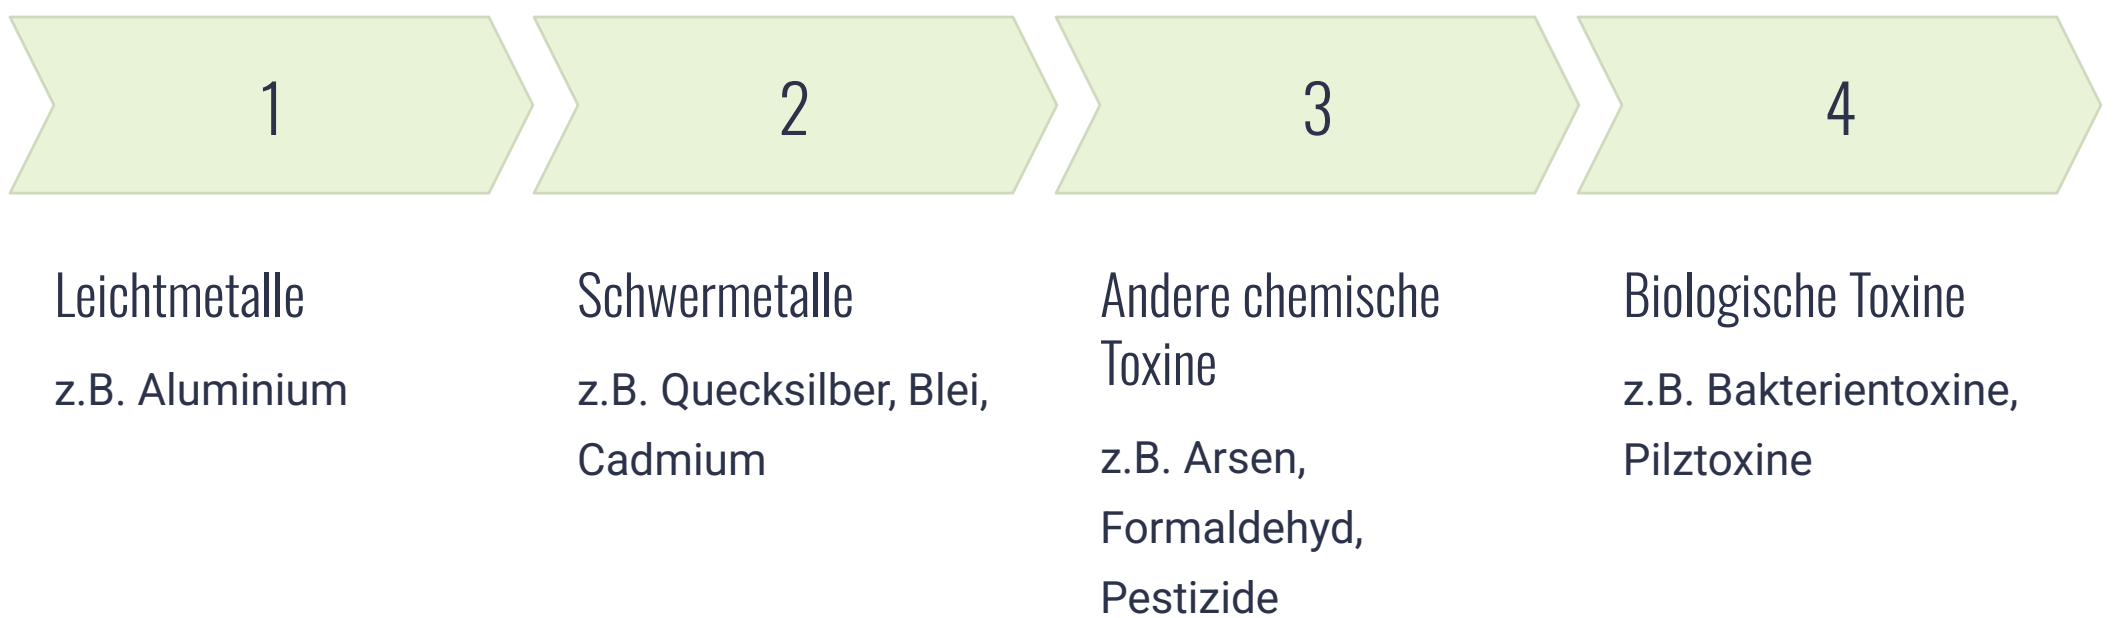 1
Leichtmetalle
z.B. Aluminium
2
Schwermetalle
z.B. Quecksilber, Blei,
Cadmium
3
Andere chemische
Toxine
z.B. Arsen,
Formaldehyd,
Pestizide
4
Biologische Toxine
z.B. Bakterientoxine,
Pilztoxine